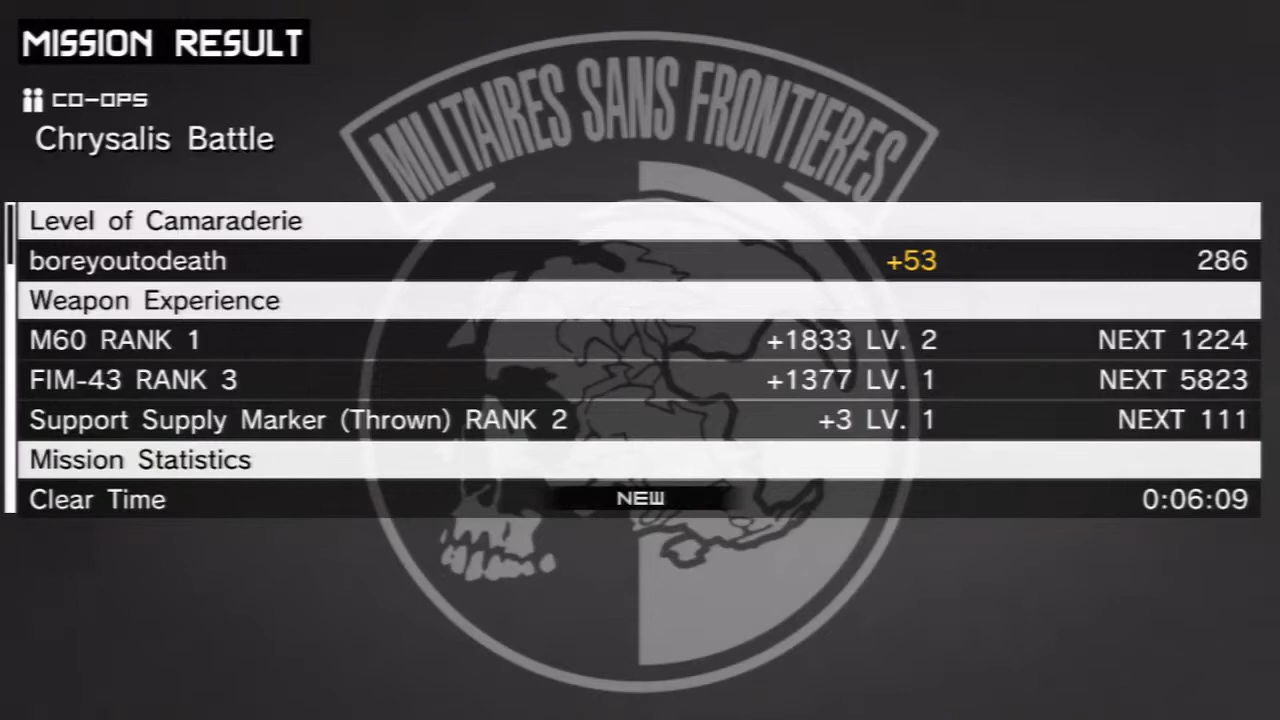 MISSION RESULT
MILITAIRES SANS FRONTIERES
CO-OPS
Chrysalis Battle
Level of Camaraderie
boreyoutodeath +53 286
Weapon Experience
M60 RANK 1 +1833 LV. 2 NEXT 1224
FIM-43 RANK 3 +1377 LV. 1 NEXT 5823
Support Supply Marker (Thrown) RANK 2 +3 LV. 1 NEXT 111
Mission Statistics
Clear Time NEW 0:06:09